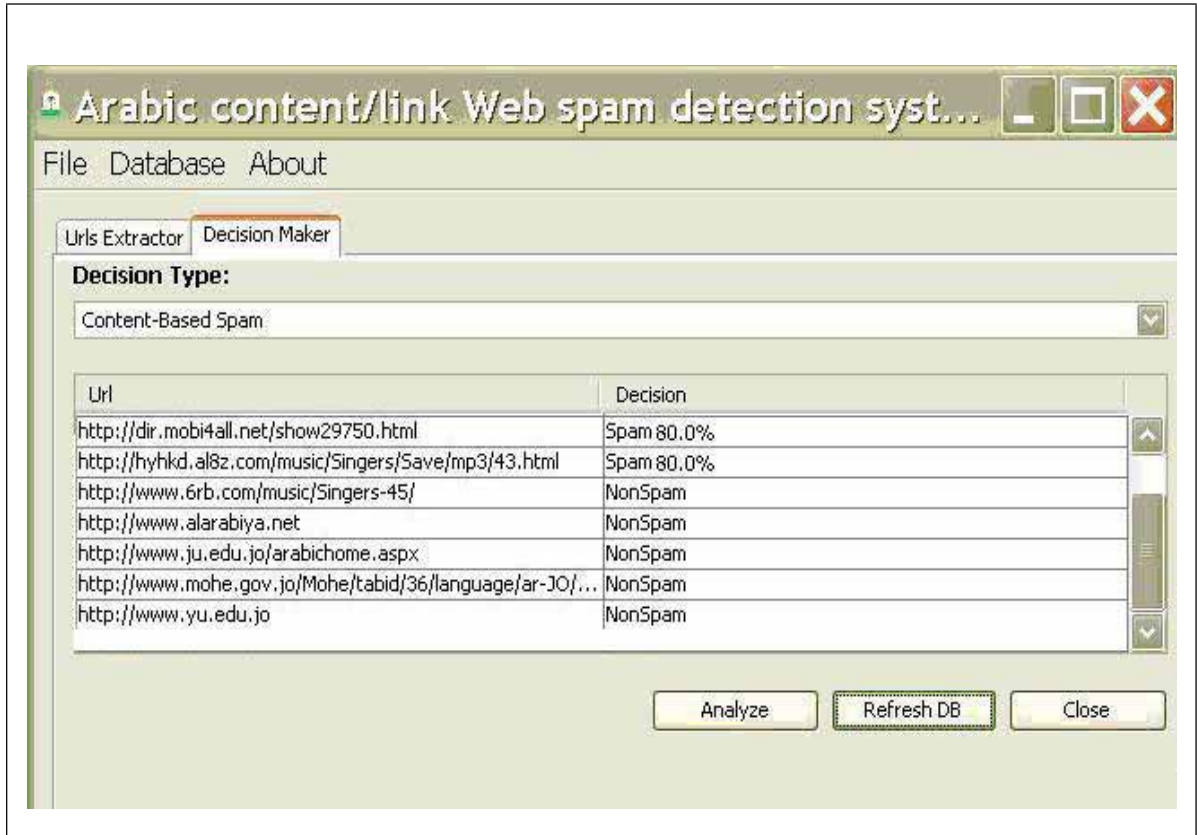 Arabic content/link Web spam detection syst...
File Database About
Urls Extractor Decision Maker
Decision Type:
Content-Based Spam
Url Decision
http://dir.mobi4all.net/show29750.html Spam 80.0%
http://hyhkd.al8z.com/music/Singers/Save/mp3/43.html Spam 80.0%
http://www.6rb.com/music/Singers-45/ NonSpam
http://www.alarabiya.net NonSpam
http://www.ju.edu.jo/arabichome.aspx NonSpam
http://www.mohe.gov.jo/Mohe/tabid/36/language/ar-JO/... NonSpam
http://www.yu.edu.jo NonSpam
Analyze Refresh DB Close